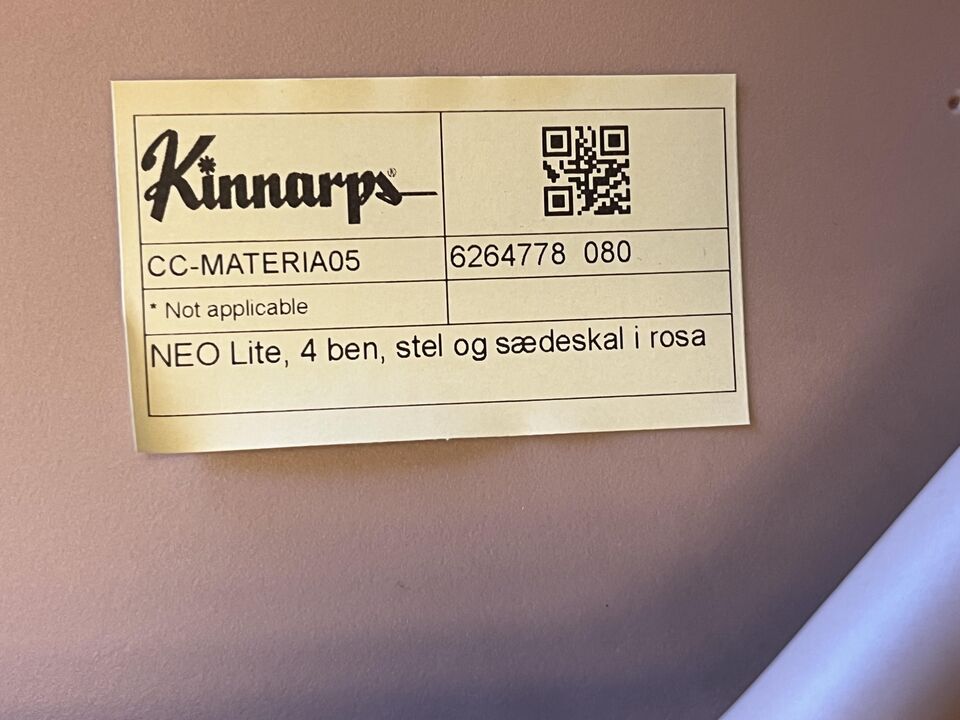 Kinnarps®
CC-MATERIA05
6264778 080
* Not applicable
NEO Lite, 4 ben, stel og sædeskal i rosa